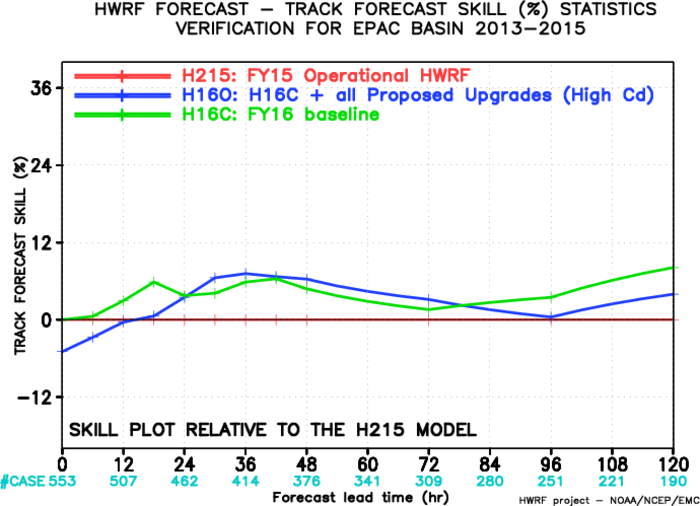 HWRF FORECAST – TRACK FORECAST SKILL (%) STATISTICS
VERIFICATION FOR EPAC BASIN 2013–2015
H215: FY15 Operational HWRF
H16O: H16C + all Proposed Upgrades (High Cd)
H16C: FY16 baseline
36
24
12
0
-12
TRACK FORECAST SKILL (%)
SKILL PLOT RELATIVE TO THE H215 MODEL
0 12 24 36 48 60 72 84 96 108 120
#CASE 553 507 462 414 376 341 309 280 251 221 190
Forecast lead time (hr)
HWRF project – NOAA/NCEP/EMC